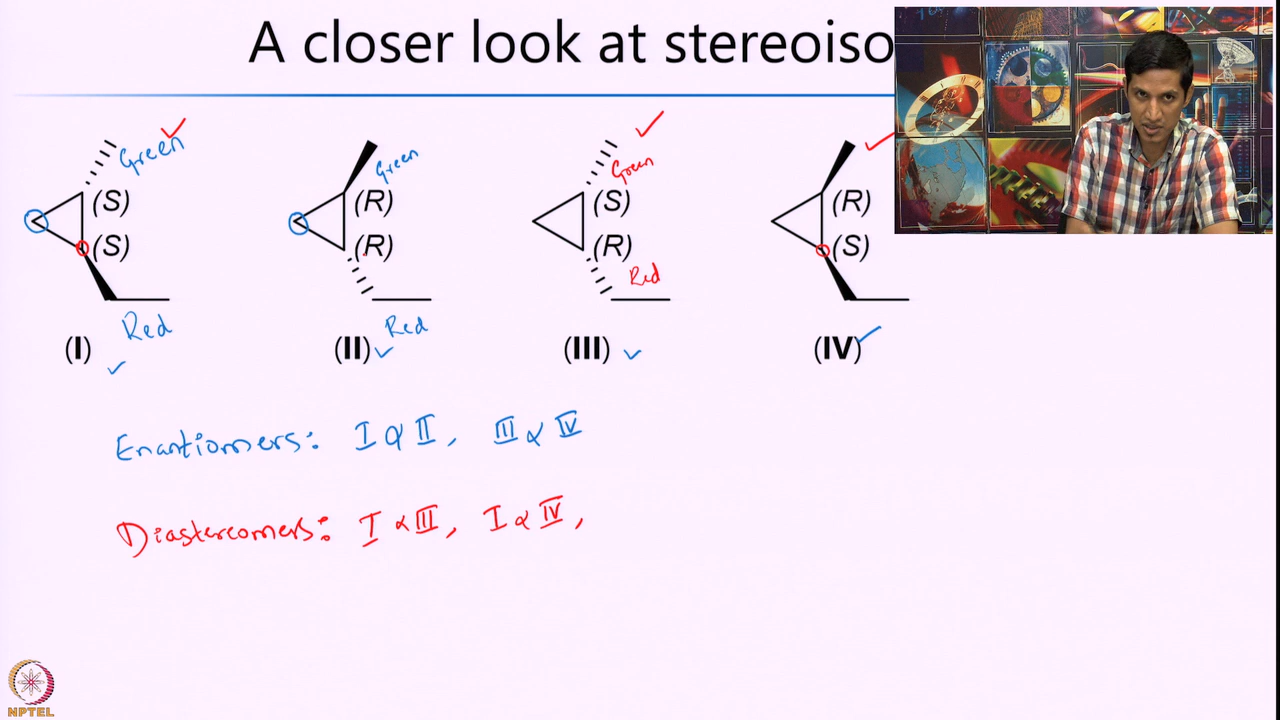 A closer look at stereoiso
Green Green Green
(S) (R) (S) (R)
(S) (R) (R) (S)
Red Red Red
(I) (II) (III) (IV)
Enantiomers: I & II, III & IV
Diastereomers: I & III, I & IV,
NPTEL